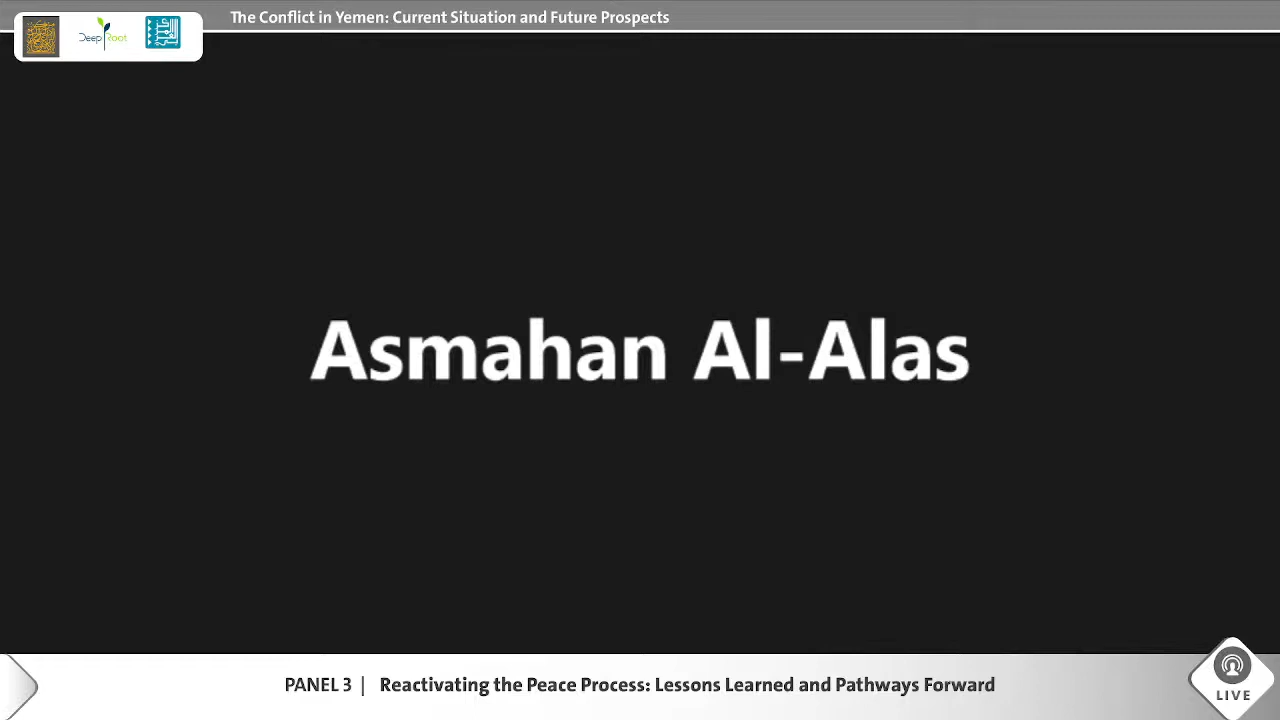 The Conflict in Yemen: Current Situation and Future Prospects
Deep Root
Asmahan Al-Alas
PANEL 3 | Reactivating the Peace Process: Lessons Learned and Pathways Forward
LIVE